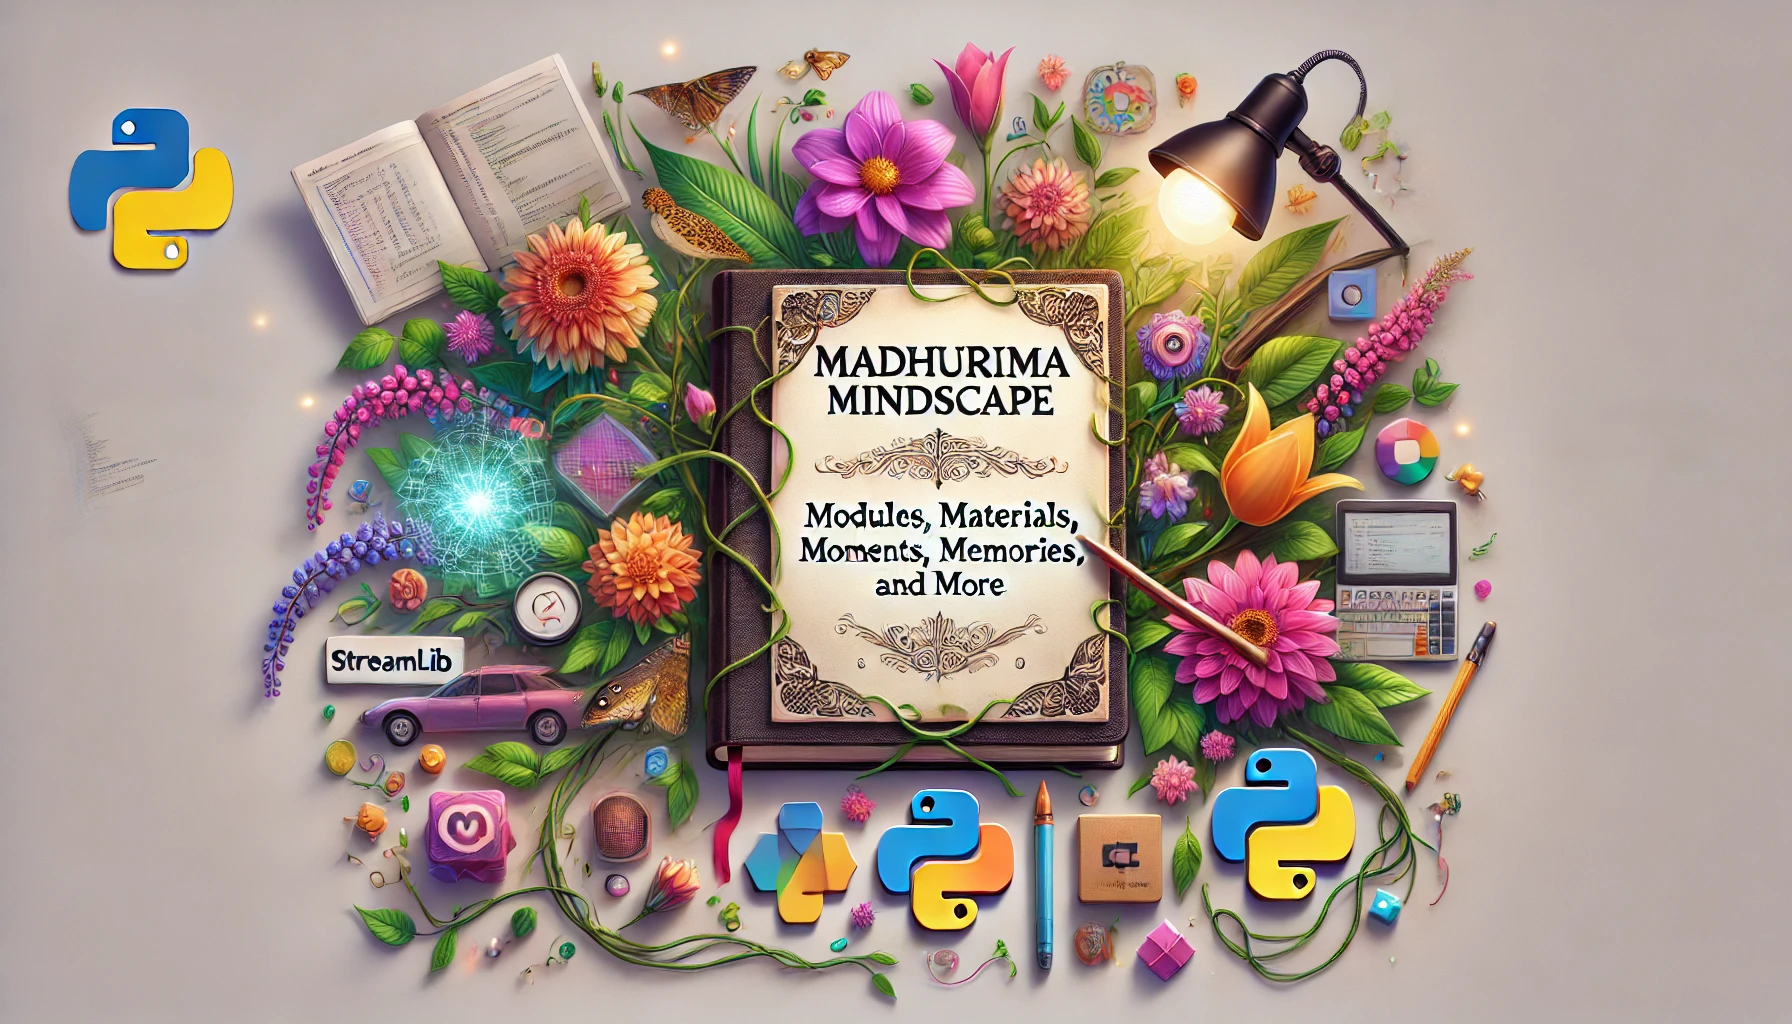 MADHURIMA
MINDSCAPE
Modules, Materials,
Moments, Memories,
and More
StreamLib